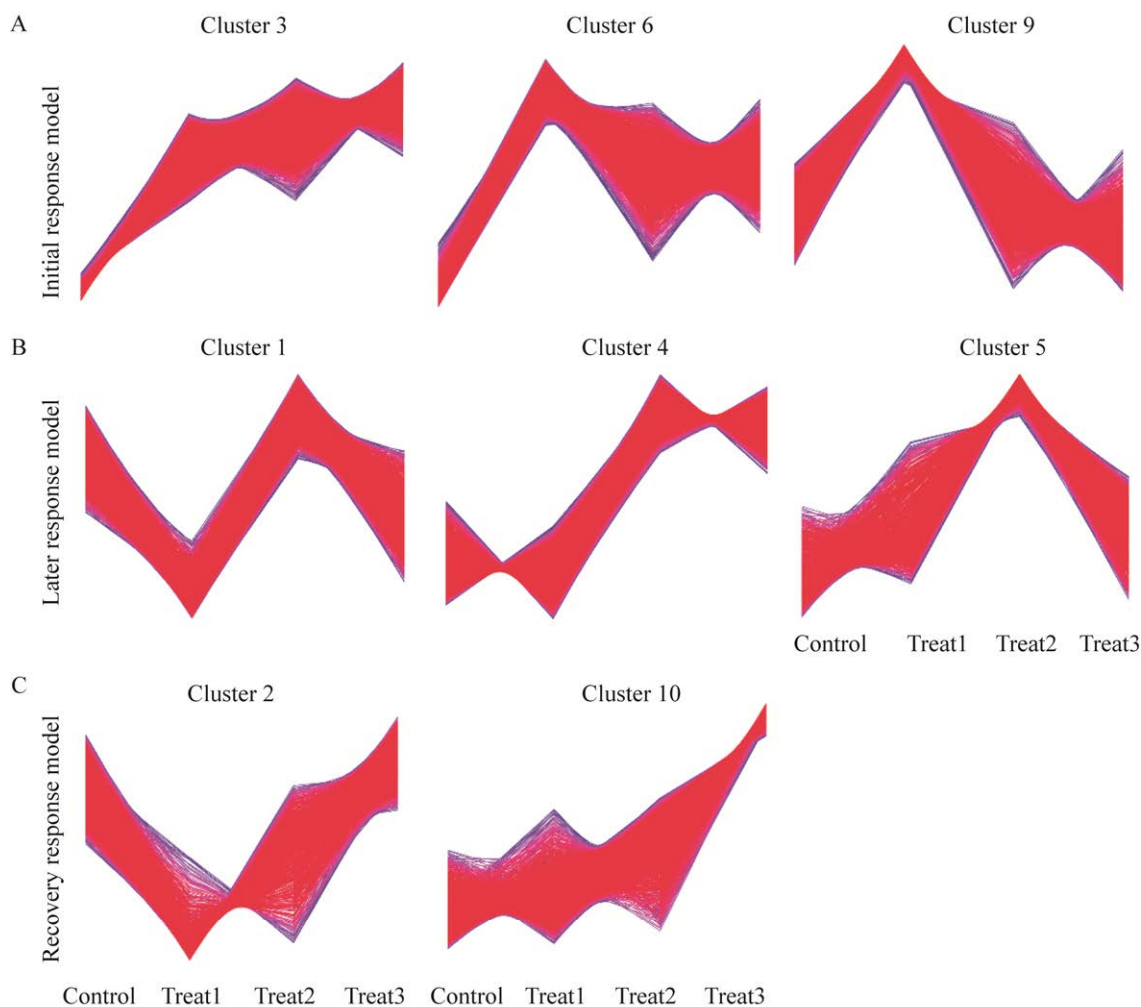 A
Cluster 3
Cluster 6
Cluster 9
Initial response model
B
Cluster 1
Cluster 4
Cluster 5
Later response model
Control Treat1 Treat2 Treat3
C
Cluster 2
Cluster 10
Recovery response model
Control Treat1 Treat2 Treat3
Control Treat1 Treat2 Treat3